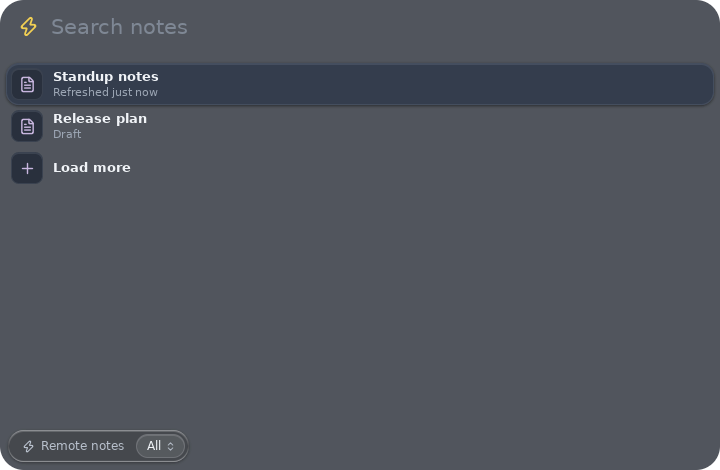 Search notes
Standup notes
Refreshed just now
Release plan
Draft
Load more
Remote notes
All